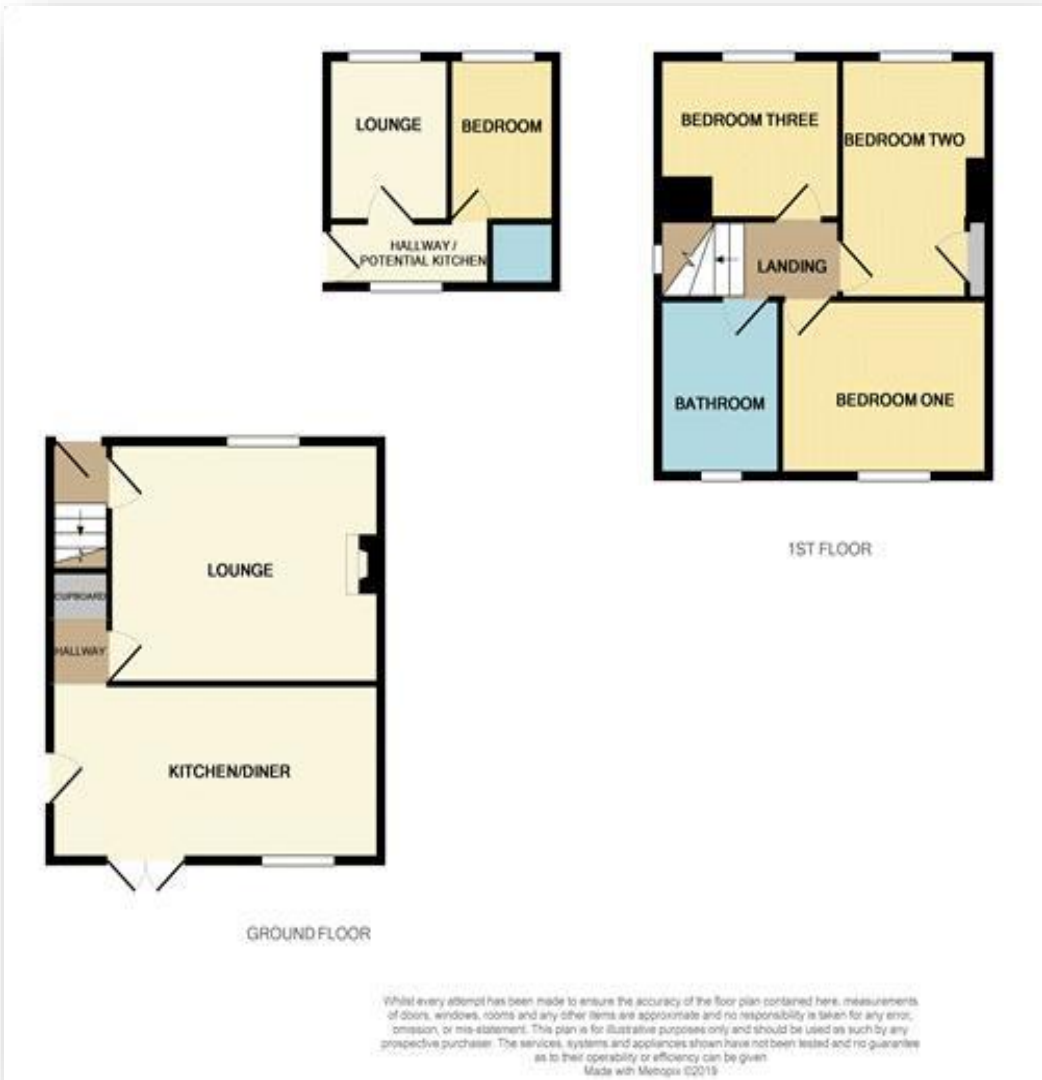 LOUNGE
BEDROOM
HALLWAY /
POTENTIAL KITCHEN
BEDROOM THREE
BEDROOM TWO
LANDING
BATHROOM
BEDROOM ONE
1ST FLOOR
LOUNGE
CUPBOARD
HALLWAY
KITCHEN/DINER
GROUND FLOOR
Whilst every attempt has been made to ensure the accuracy of the floor plan contained here, measurements
of doors, windows, rooms and any other items are approximate and no responsibility is taken for any error,
omission, or mis-statement. This plan is for illustrative purposes only and should be used as such by any
prospective purchaser. The services, systems and appliances shown have not been tested and no guarantee
as to their operability or efficiency can be given
Made with Metropix ©2019